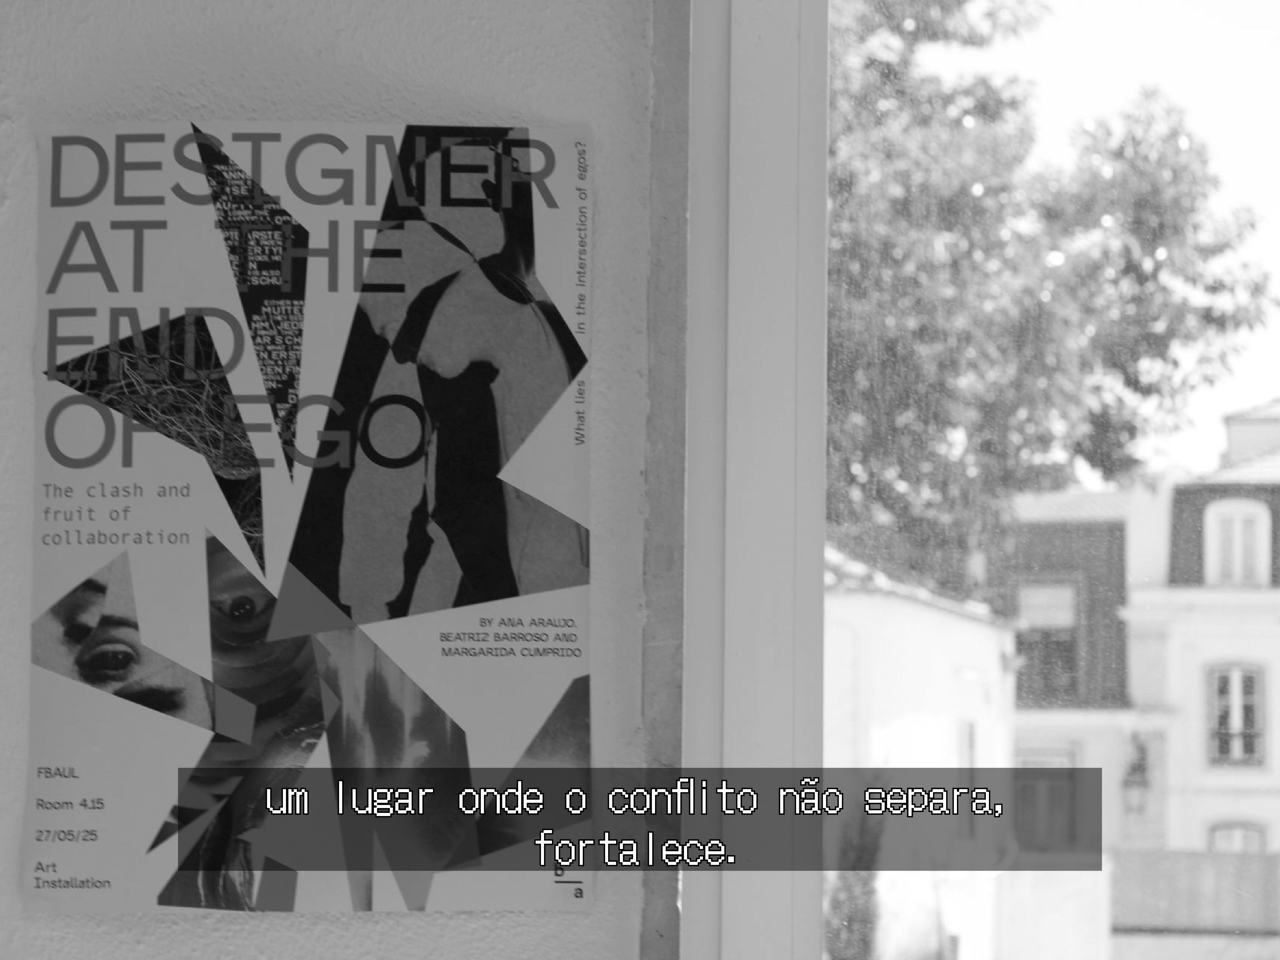 DESIGNER
AT THE
END
OF EGO
What lies in the intersection of egos?
The clash and
fruit of
collaboration
BY ANA ARAUJO,
BEATRIZ BARROSO AND
MARGARIDA CUMPRIDO
FBAUL
Room 4.15
27/05/25
Art
Installation
um lugar onde o conflito não separa,
fortalece.
b
a